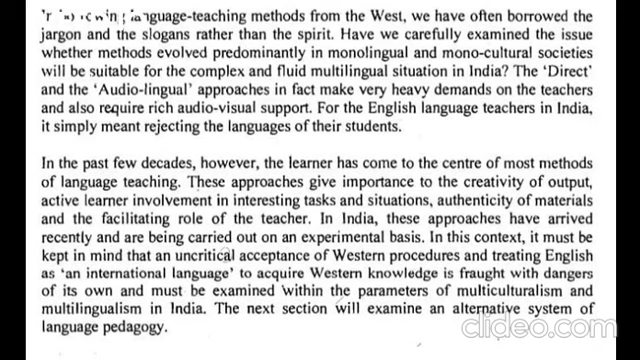 language-teaching methods from the West, we have often borrowed the
jargon and the slogans rather than the spirit. Have we carefully examined the issue
whether methods evolved predominantly in monolingual and mono-cultural societies
will be suitable for the complex and fluid multilingual situation in India? The ‘Direct’
and the ‘Audio-lingual’ approaches in fact make very heavy demands on the teachers
and also require rich audio-visual support. For the English language teachers in India,
it simply meant rejecting the languages of their students.
In the past few decades, however, the learner has come to the centre of most methods
of language teaching. These approaches give importance to the creativity of output,
active learner involvement in interesting tasks and situations, authenticity of materials
and the facilitating role of the teacher. In India, these approaches have arrived
recently and are being carried out on an experimental basis. In this context, it must be
kept in mind that an uncritical acceptance of Western procedures and treating English
as ‘an international language’ to acquire Western knowledge is fraught with dangers
of its own and must be examined within the parameters of multiculturalism and
multilingualism in India. The next section will examine an alternative system of
language pedagogy.
clideo.com